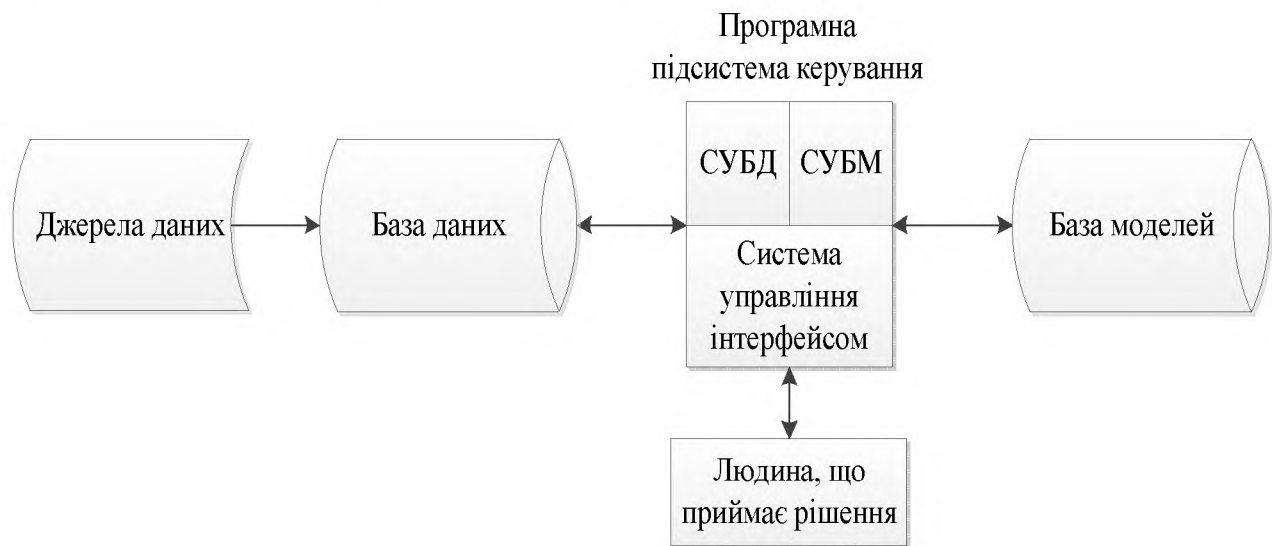 Програмна
підсистема керування
Джерела даних
База даних
СУБД
СУБМ
Система
управління
інтерфейсом
База моделей
Людина, що
приймає рішення